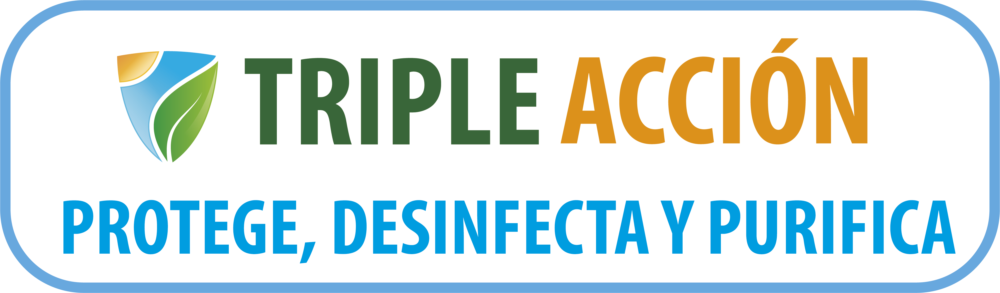 TRIPLE ACCIÓN
PROTEGE, DESINFECTA Y PURIFICA